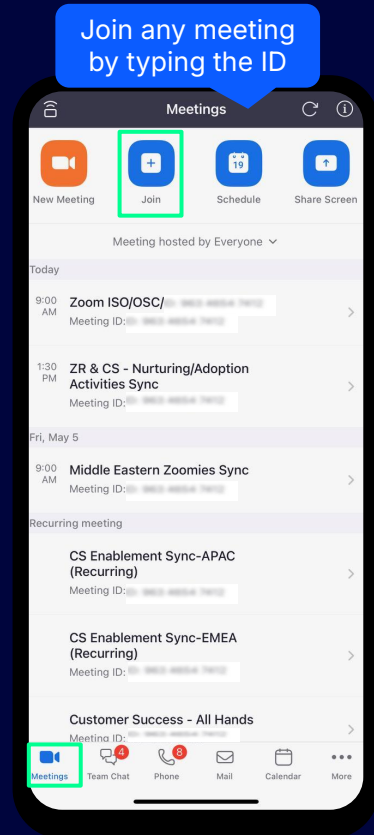 Join any meeting
by typing the ID
Meetings
19
New Meeting
Join
Schedule
Share Screen
Meeting hosted by Everyone
Today
9:00
AM
Zoom ISO/OSC/
Meeting ID:
1:30
PM
ZR & CS - Nurturing/Adoption
Activities Sync
Meeting ID:
Fri, May 5
9:00
AM
Middle Eastern Zoomies Sync
Meeting ID:
Recurring meeting
CS Enablement Sync-APAC
(Recurring)
Meeting ID:
CS Enablement Sync-EMEA
(Recurring)
Meeting ID:
Customer Success - All Hands
Meeting ID:
4
8
Meetings
Team Chat
Phone
Mail
Calendar
More